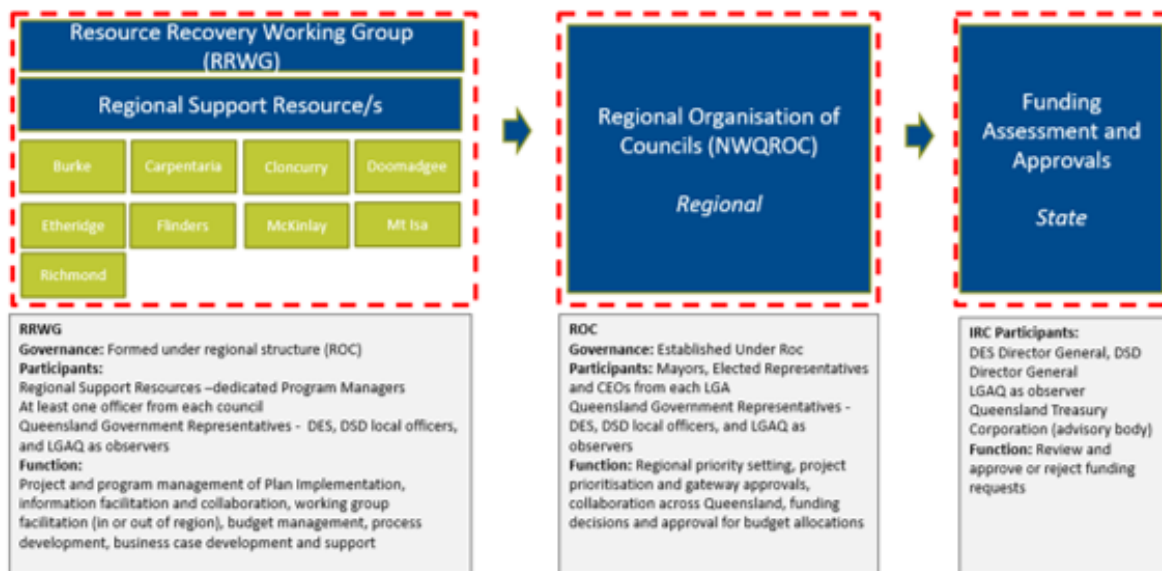 Resource Recovery Working Group
(RRWG)
Regional Support Resource/s
Burke
Carpentaria
Cloncurry
Doomadgee
Etheridge
Flinders
McKinlay
Mt Isa
Richmond
RRWG
Governance: Formed under regional structure (ROC)
Participants:
Regional Support Resources –dedicated Program Managers
At least one officer from each council
Queensland Government Representatives - DES, DSD local officers,
and LGAQ as observers
Function:
Project and program management of Plan Implementation,
information facilitation and collaboration, working group
facilitation (in or out of region), budget management, process
development, business case development and support
Regional Organisation of
Councils (NWQROC)
Regional
ROC
Governance: Established Under Roc
Participants: Mayors, Elected Representatives
and CEOs from each LGA
Queensland Government Representatives -
DES, DSD local officers, and LGAQ as
observers
Function: Regional priority setting, project
prioritisation and gateway approvals,
collaboration across Queensland, funding
decisions and approval for budget allocations
Funding
Assessment and
Approvals
State
IRC Participants:
DES Director General, DSD
Director General
LGAQ as observer
Queensland Treasury
Corporation (advisory body)
Function: Review and
approve or reject funding
requests